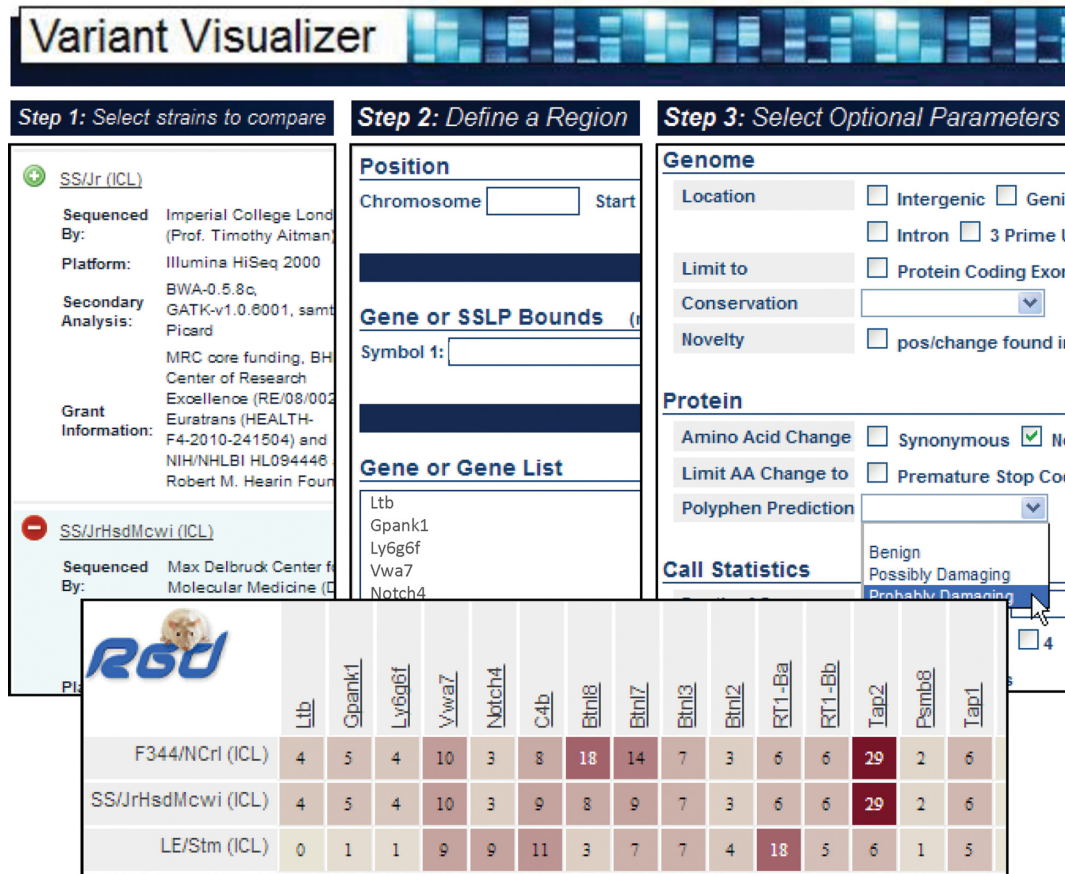 Variant Visualizer
Step 1: Select strains to compare
SS/Jr (ICL)
Sequenced By: Imperial College Lond
(Prof. Timothy Aitman)
Platform: Illumina HiSeq 2000
Secondary Analysis: BWA-0.5.8c,
GATK-v1.0.6001, samt
Picard
Grant Information: MRC core funding, BH
Center of Research
Excellence (RE/08/002
Euratrans (HEALTH-
F4-2010-241504) and
NIH/NHLBI HL094446
Robert M. Hearin Foun
SS/JrHsdMcwi (ICL)
Sequenced By: Max Delbruck Center f
Molecular Medicine (D
Pl
Step 2: Define a Region
Position
Chromosome Start
Gene or SSLP Bounds
Symbol 1:
Gene or Gene List
Ltb
Gpank1
Ly6g6f
Vwa7
Notch4
Step 3: Select Optional Parameters
Genome
Location Intergenic Geni
Intron 3 Prime
Limit to Protein Coding Exon
Conservation
Novelty pos/change found i
Protein
Amino Acid Change Synonymous
Limit AA Change to Premature Stop Co
Polyphen Prediction
Benign
Possibly Damaging
Probably Damaging
Call Statistics
4
RGD
Ltb Gpank1 Ly6g6f Vwa7 Notch4 C4b Btnl8 Btnl7 Btnl3 Btnl2 RT1-Ba RT1-Bb Tap2 Psmb8 Tap1
F344/NCrl (ICL) 4 5 4 10 3 8 18 14 7 3 6 6 29 2 6
SS/JrHsdMcwi (ICL) 4 5 4 10 3 9 8 9 7 3 6 6 29 2 6
LE/Stm (ICL) 0 1 1 9 9 11 3 7 7 4 18 5 6 1 5